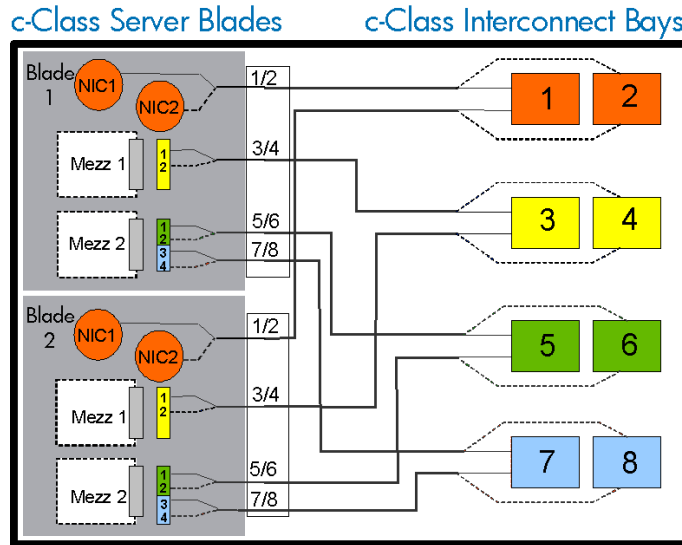 c-Class Server Blades
c-Class Interconnect Bays
Blade
1
NIC1
NIC2
1/2
Mezz 1
1
2
3/4
Mezz 2
1
2
3
4
5/6
7/8
Blade
2
NIC1
NIC2
1/2
Mezz 1
1
2
3/4
Mezz 2
1
2
3
4
5/6
7/8
1
2
3
4
5
6
7
8